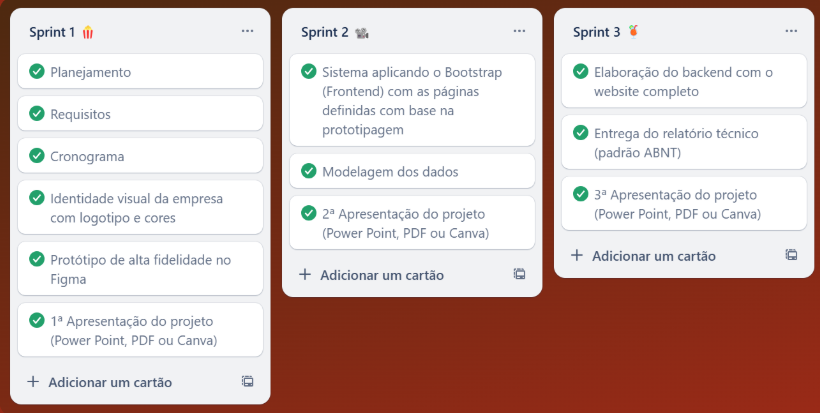 Sprint 1 🍿
Planejamento
Requisitos
Cronograma
Identidade visual da empresa
com logotipo e cores
Protótipo de alta fidelidade no
Figma
1ª Apresentação do projeto
(Power Point, PDF ou Canva)
Adicionar um cartão
Sprint 2 📽️
Sistema aplicando o Bootstrap
(Frontend) com as páginas
definidas com base na
prototipagem
Modelagem dos dados
2ª Apresentação do projeto
(Power Point, PDF ou Canva)
Adicionar um cartão
Sprint 3 🍹
Elaboração do backend com o
website completo
Entrega do relatório técnico
(padrão ABNT)
3ª Apresentação do projeto
(Power Point, PDF ou Canva)
Adicionar um cartão